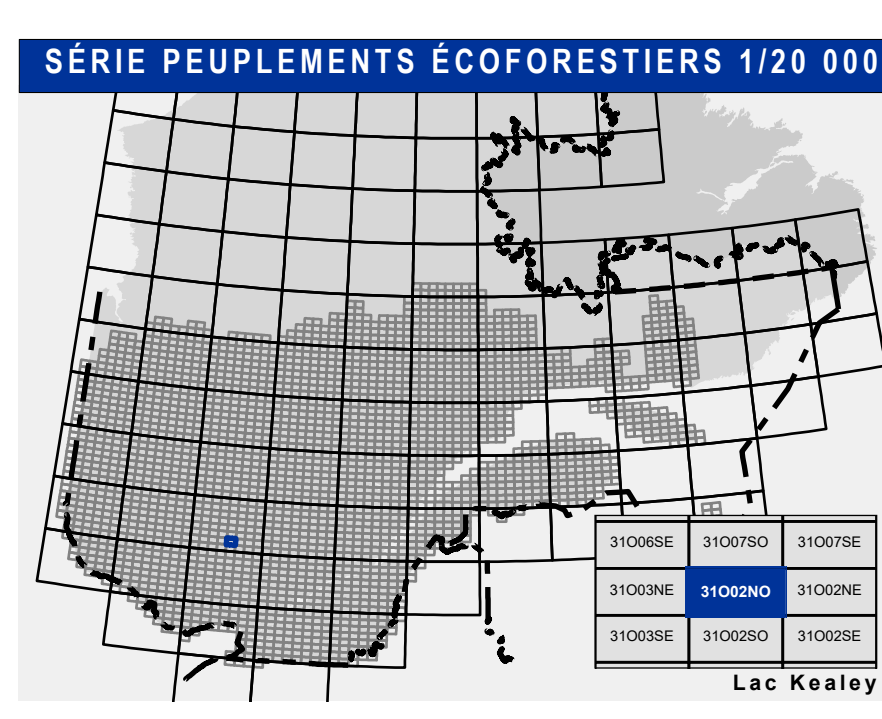 SÉRIE PEUPLEMENTS ÉCOFORESTIERS 1/20 000
31O06SE 31O07SO 31O07SE
31O03NE 31O02NO 31O02NE
31O03SE 31O02SO 31O02SE
Lac Kealey